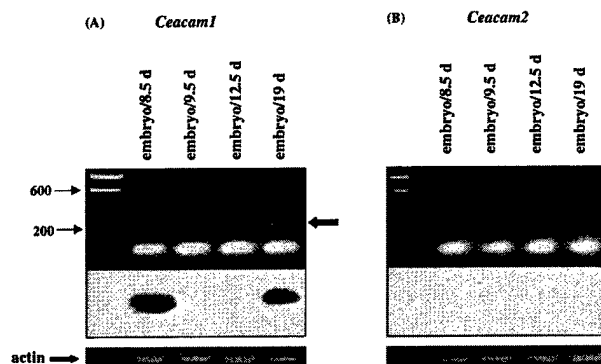 (A) Ceacam1
embryo/8.5 d
embryo/9.5 d
embryo/12.5 d
embryo/19 d
600
200
actin
(B) Ceacam2
embryo/8.5 d
embryo/9.5 d
embryo/12.5 d
embryo/19 d